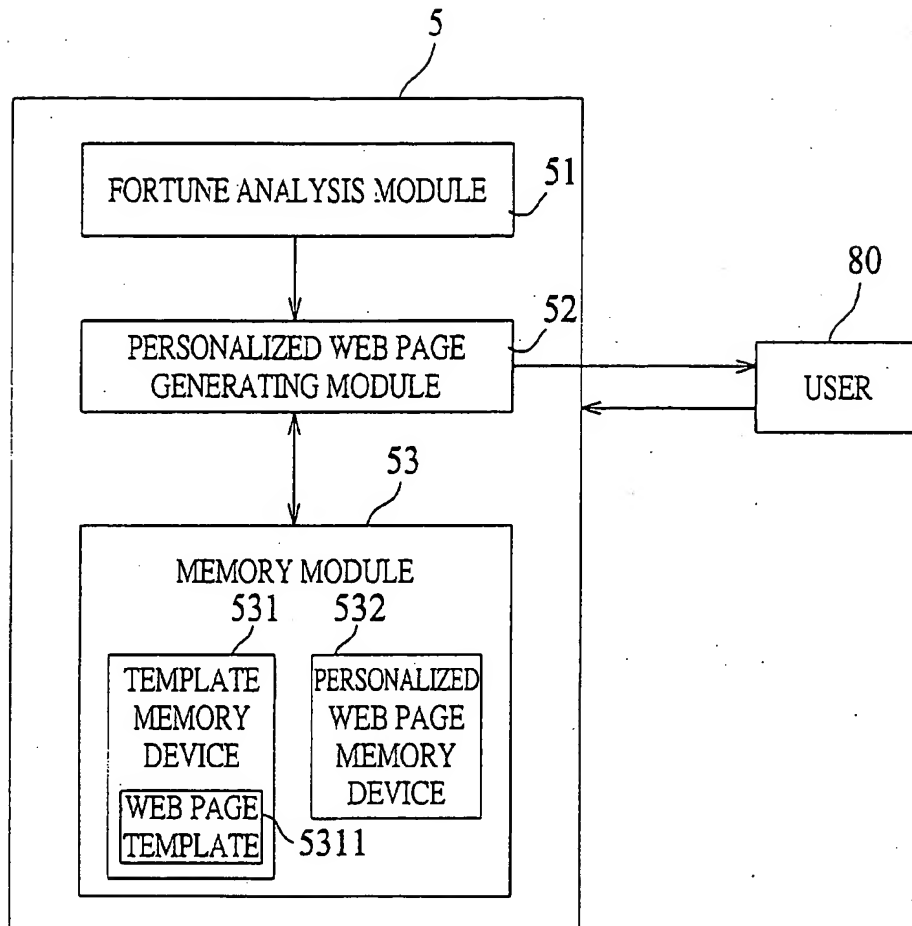 5
FORTUNE ANALYSIS MODULE
51
52
PERSONALIZED WEB PAGE
GENERATING MODULE
80
USER
53
MEMORY MODULE
531
532
TEMPLATE
MEMORY
DEVICE
WEB PAGE
TEMPLATE
5311
PERSONALIZED
WEB PAGE
MEMORY
DEVICE